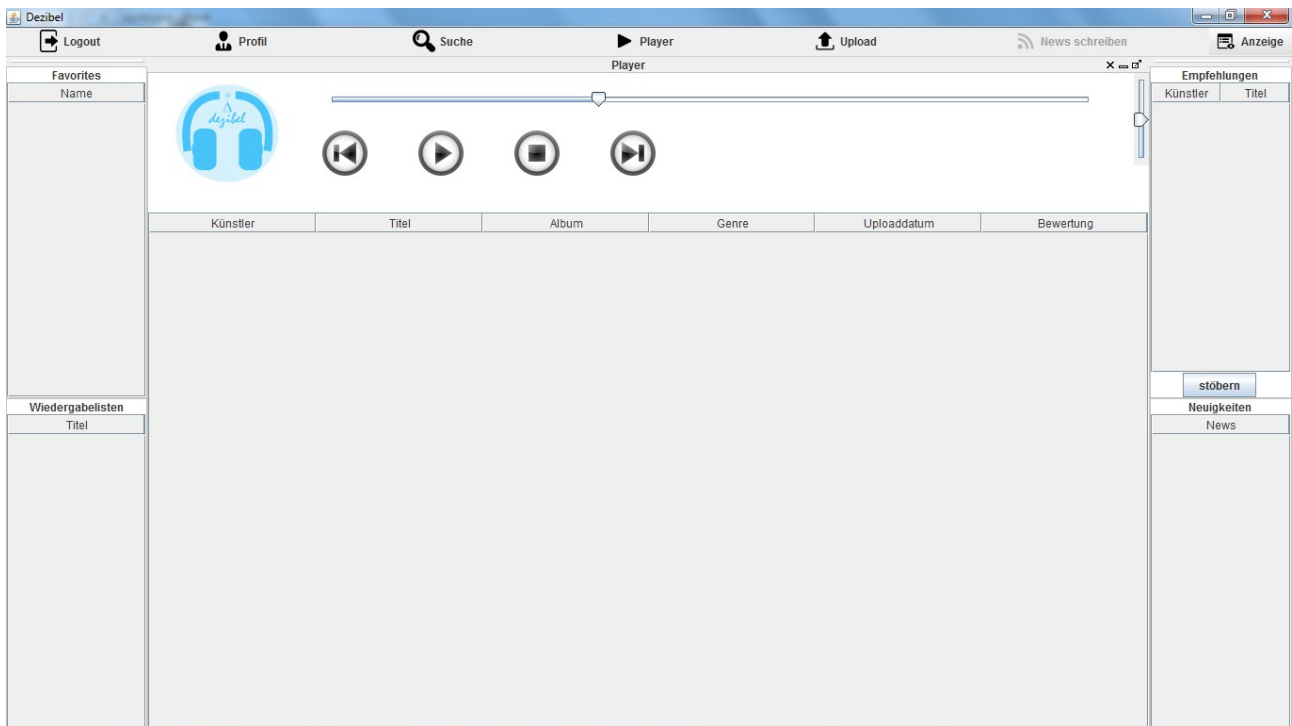 Dezibel
Logout Profil Suche Player Upload News schreiben Anzeige
Player
Favorites
Name
dezibel
Künstler Titel Album Genre Uploaddatum Bewertung
Wiedergabelisten
Titel
Empfehlungen
Künstler Titel
stöbern
Neuigkeiten
News